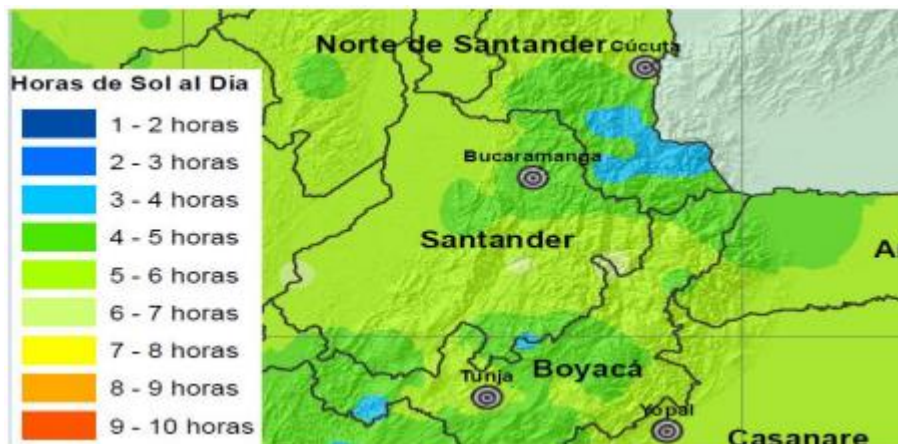 Norte de Santander
Cúcuta
Horas de Sol al Dia
1 - 2 horas
2 - 3 horas
3 - 4 horas
4 - 5 horas
5 - 6 horas
6 - 7 horas
7 - 8 horas
8 - 9 horas
9 - 10 horas
Bucaramanga
Santander
A
Boyacá
Tunja
Yopal
Casanare